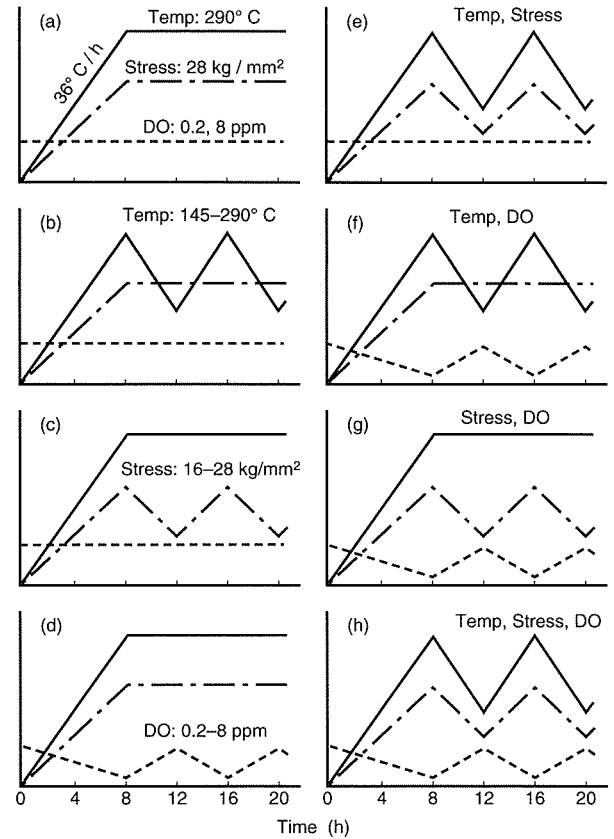 (a)
Temp: 290° C
36° C / h
Stress: 28 kg / mm²
DO: 0.2, 8 ppm
(e)
Temp, Stress
(b)
Temp: 145–290° C
(f)
Temp, DO
(c)
Stress: 16–28 kg/mm²
(g)
Stress, DO
(d)
DO: 0.2–8 ppm
0 4 8 12 16 20
(h)
Temp, Stress, DO
0 4 8 12 16 20
Time (h)